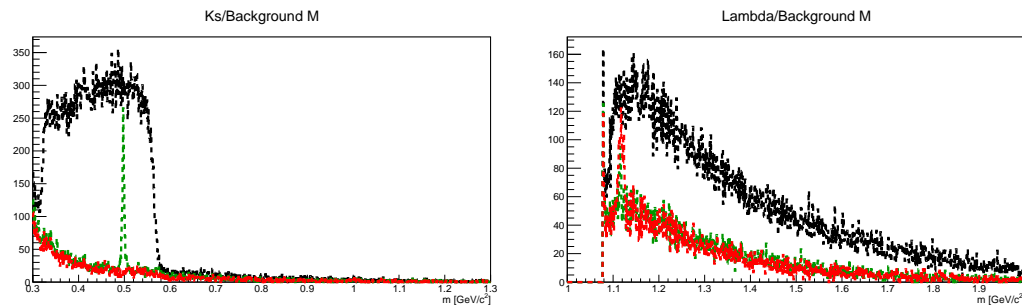 Ks/Background M
350
300
250
200
150
100
50
0
0.3 0.4 0.5 0.6 0.7 0.8 0.9 1 1.1 1.2 1.3
m [GeV/c²]
Lambda/Background M
160
140
120
100
80
60
40
20
0
1 1.1 1.2 1.3 1.4 1.5 1.6 1.7 1.8 1.9
m [GeV/c²]